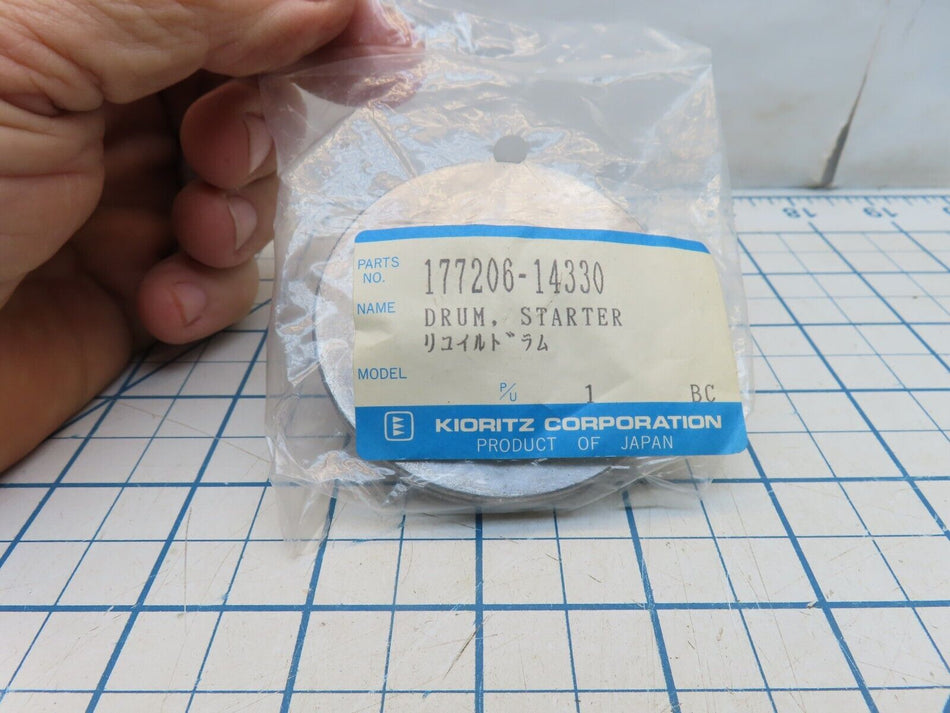 18 19
PARTS NO. 177206-14330
NAME DRUM, STARTER
リコイルドラム
MODEL
P/U 1 BC
KIORITZ CORPORATION
PRODUCT OF JAPAN